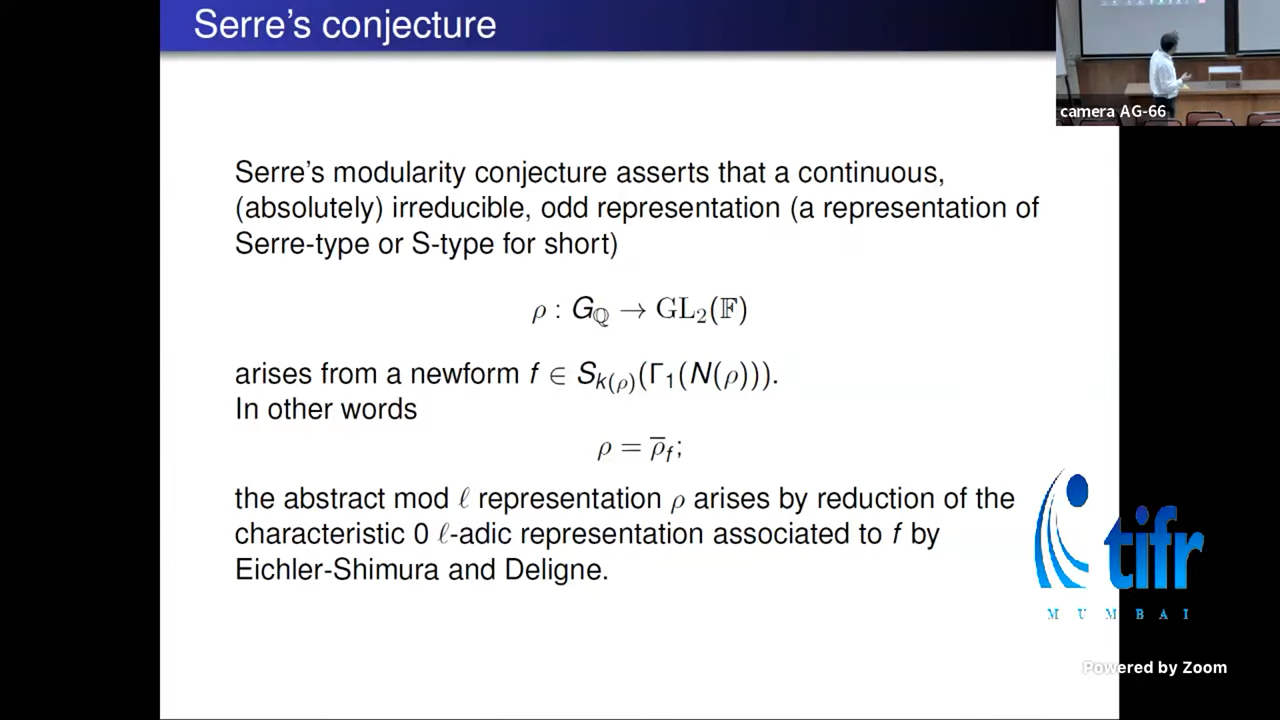 Serre's conjecture
camera AG-66
Serre's modularity conjecture asserts that a continuous,
(absolutely) irreducible, odd representation (a representation of
Serre-type or S-type for short)
ρ : G_ℚ → GL₂(𝔽)
arises from a newform f ∈ S_{k(ρ)}(Γ₁(N(ρ))).
In other words
ρ = ρ̅_f;
the abstract mod ℓ representation ρ arises by reduction of the
characteristic 0 ℓ-adic representation associated to f by
Eichler-Shimura and Deligne.
tifr
MUMBAI
Powered by Zoom